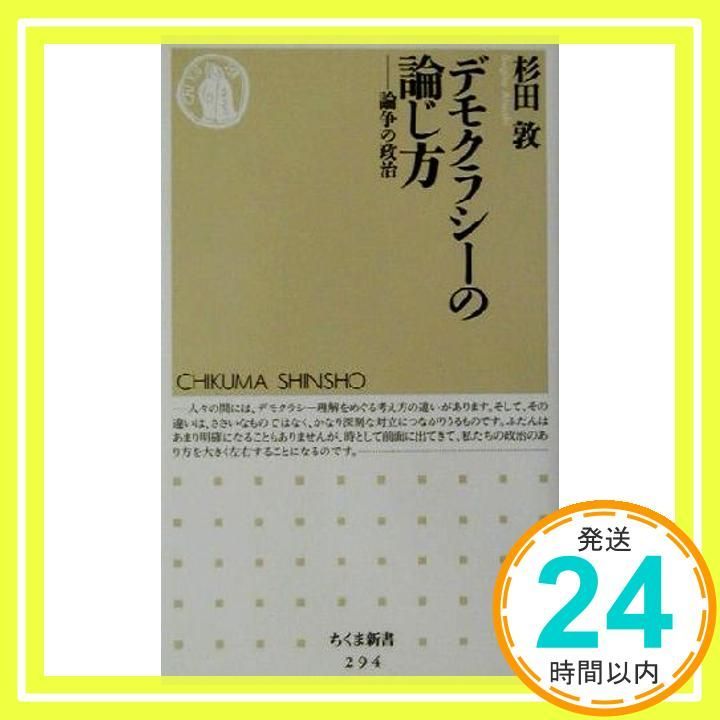 杉田 敦
デモクラシーの
論じ方
――論争の政治
CHIKUMA SHINSHO
――人々の間には、デモクラシー理解をめぐる考え方の違いがあります。そして、その
違いは、ささいなものではなく、かなり深刻な対立につながりうるものです。ふだんは
あまり明確になることもありませんが、時として前面に出てきて、私たちの政治のあ
り方を大きく左右することになるのです。――
ちくま新書
294
発送
24
時間以内